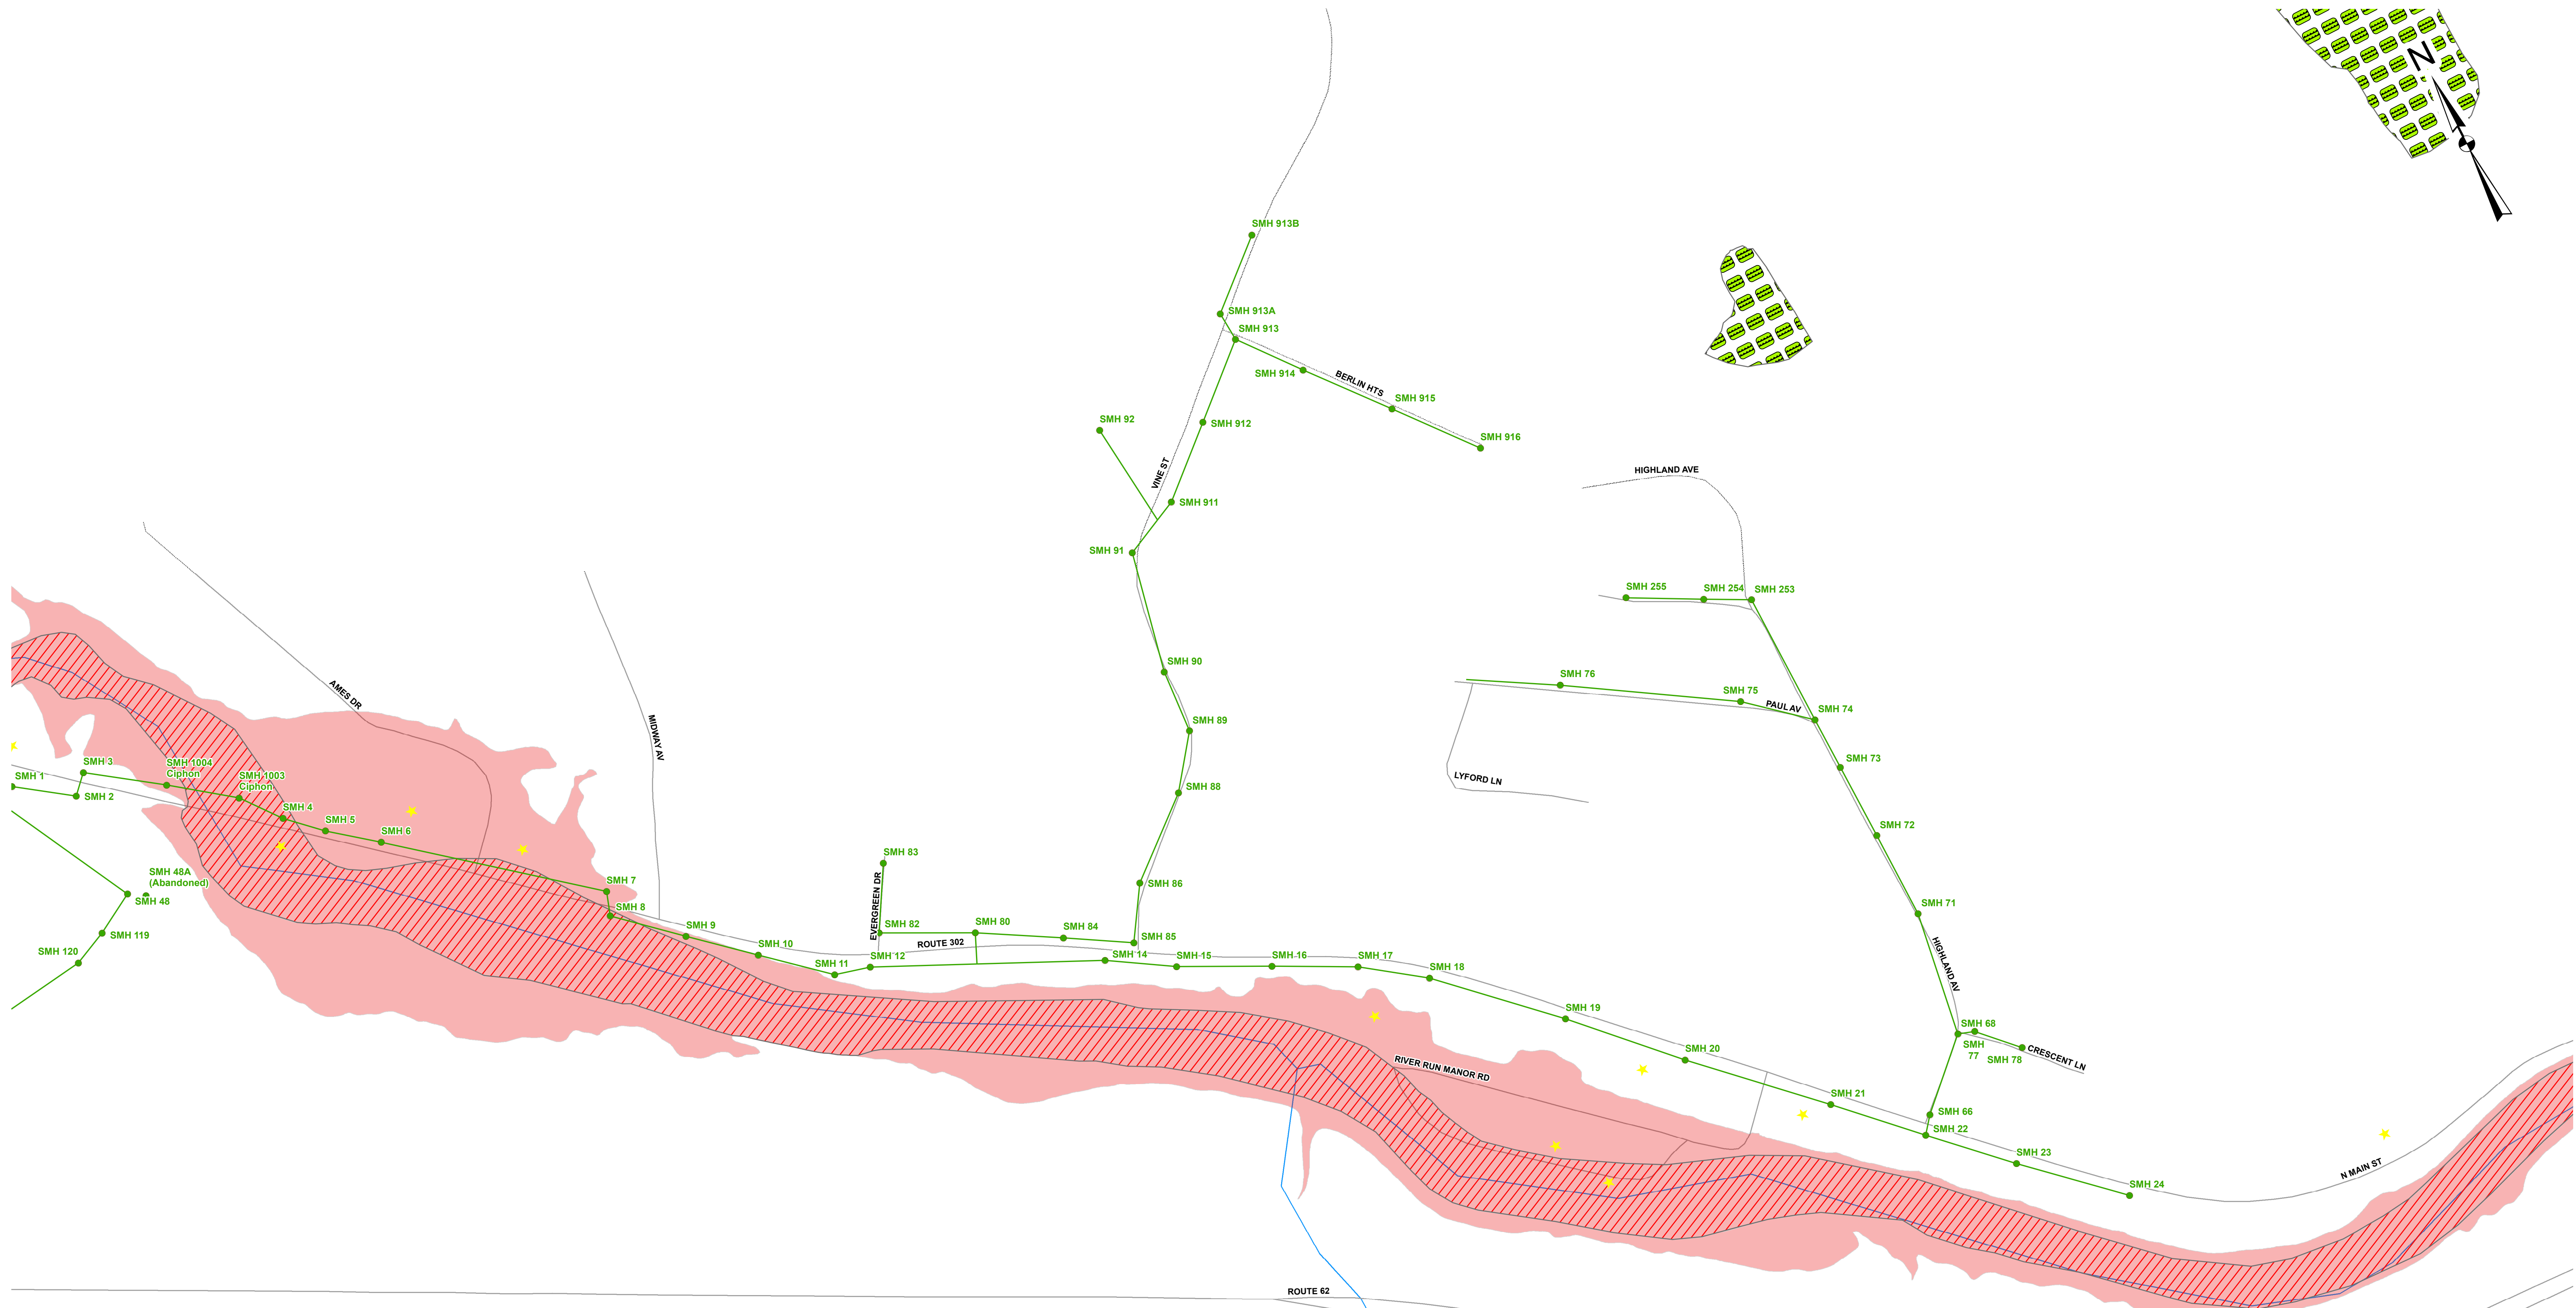 N
SMH 913B
SMH 913A
SMH 913
SMH 914
BERLIN HTS
SMH 915
SMH 92
SMH 912
SMH 916
VINE ST
HIGHLAND AVE
SMH 911
SMH 91
SMH 255
SMH 254
SMH 253
SMH 90
SMH 76
SMH 75
PAUL AV
SMH 74
AMES DR
MIDWAY AV
SMH 89
SMH 3
SMH 1004
Ciphon
SMH 1003
Ciphon
SMH 1
SMH 2
SMH 73
LYFORD LN
SMH 88
SMH 4
SMH 5
SMH 6
SMH 72
SMH 83
SMH 48A
(Abandoned)
SMH 48
SMH 7
SMH 86
EVERGREEN DR
SMH 71
SMH 8
SMH 9
SMH 82
SMH 80
SMH 84
SMH 85
SMH 119
SMH 120
SMH 10
ROUTE 302
SMH 11
SMH 12
SMH 14
SMH 15
SMH 16
SMH 17
SMH 18
HIGHLAND AV
SMH 19
SMH 68
SMH
77
SMH 78
CRESCENT LN
SMH 20
RIVER RUN MANOR RD
SMH 21
SMH 66
SMH 22
SMH 23
SMH 24
N MAIN ST
ROUTE 62